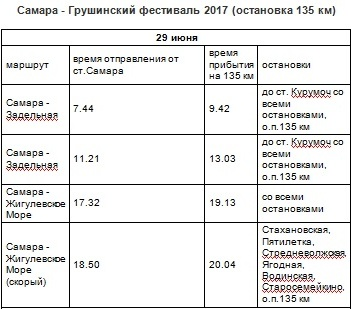 Самара - Грушинский фестиваль 2017 (остановка 135 км)
29 июня
маршрут
время отправления от ст.Самара
время
прибытия
на 135 км
остановки
Самара -
Задельная
7.44
9.42
до ст. Курумоч со
всеми
остановками,
о.п.135 км
Самара -
Задельная
11.21
13.03
до ст. Курумоч со
всеми
остановками,
о.п.135 км
Самара -
Жигулевское
Море
17.32
19.13
со всеми
остановками
Самара -
Жигулевское
Море
(скорый)
18.50
20.04
Стахановская,
Пятилетка,
Стредневолжсвя,
Ягодная,
Водинская,
Старосемейкино,
о.п.135 км